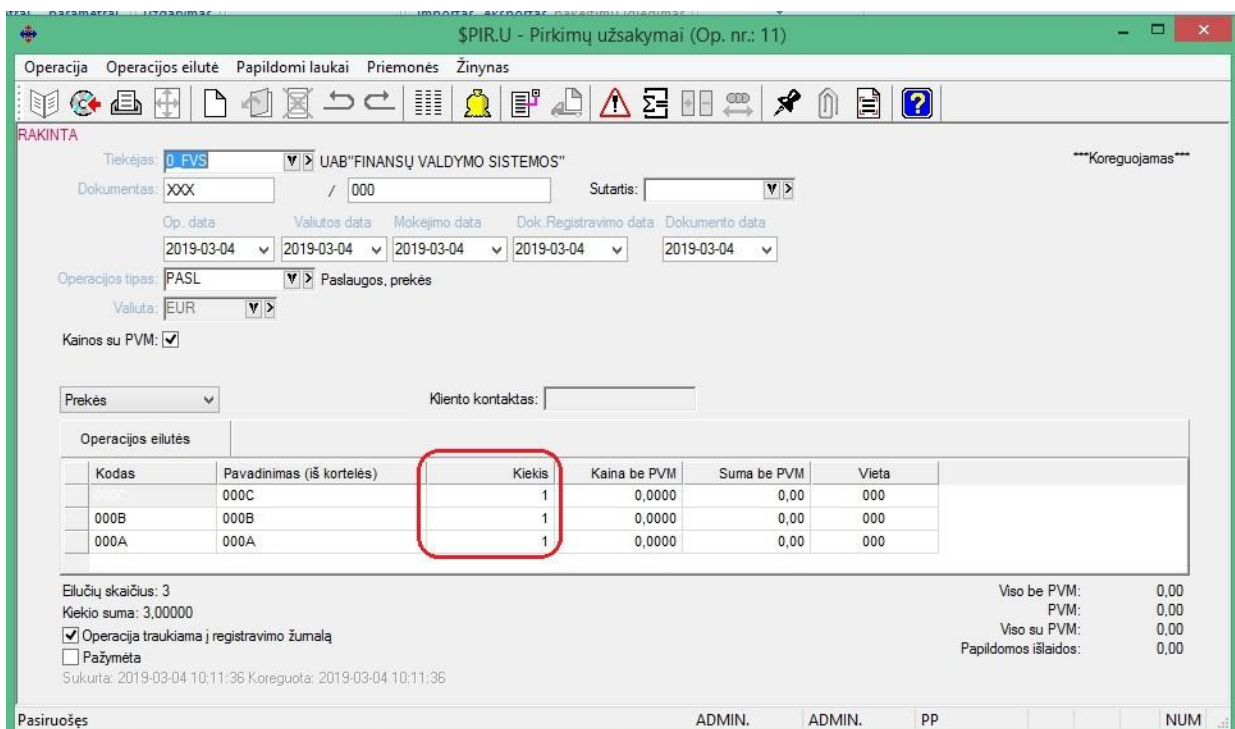 $PIR.U - Pirkimų užsakymai (Op. nr.: 11)
Operacija Operacijos eilutė Papildomi laukai Priemonės Žinynas
RAKINTA
Tiekėjas: 0_FVS UAB"FINANSŲ VALDYMO SISTEMOS" ***Koreguojamas***
Dokumentas: XXX / 000 Sutartis:
Op. data Valiutos data Mokėjimo data Dok.Registravimo data Dokumento data
2019-03-04 2019-03-04 2019-03-04 2019-03-04 2019-03-04
Operacijos tipas: PASL Paslaugos, prekės
Valiuta: EUR
Kainos su PVM:
Prekės Kliento kontaktas:
Operacijos eilutės
Kodas Pavadinimas (iš kortelės) Kiekis Kaina be PVM Suma be PVM Vieta
000C 000C 1 0,0000 0,00 000
000B 000B 1 0,0000 0,00 000
000A 000A 1 0,0000 0,00 000
Eilučių skaičius: 3 Viso be PVM: 0,00
Kiekio suma: 3,00000 PVM: 0,00
Operacija traukiama į registravimo žurnalą Viso su PVM: 0,00
Pažymėta Papildomos išlaidos: 0,00
Sukurta: 2019-03-04 10:11:36 Koreguota: 2019-03-04 10:11:36
Pasiruošęs ADMIN. ADMIN. PP NUM